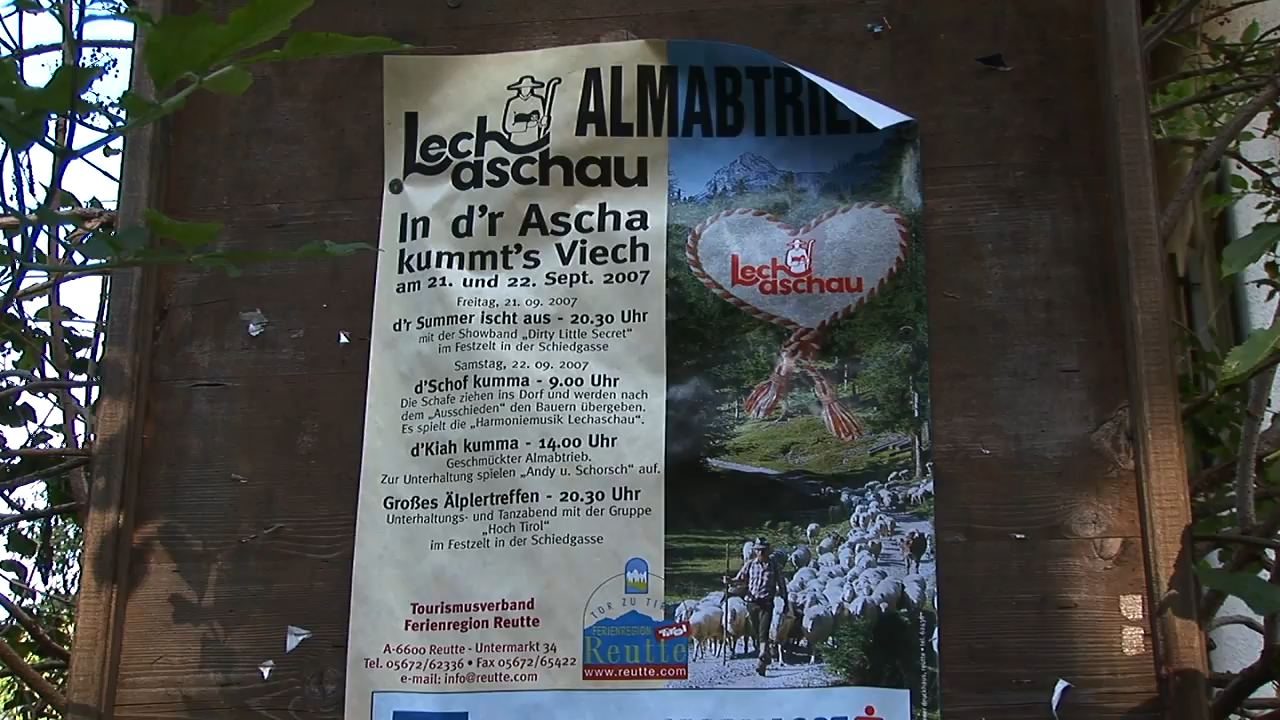 ALMABTRIE
Lech
aschau
In d'r Ascha
kummt's Viech
am 21. und 22. Sept. 2007
Freitag, 21. 09. 2007
d'r Summer ischt aus - 20.30 Uhr
mit der Showband „Dirty Little Secret"
im Festzelt in der Schiedgasse
Samstag, 22. 09. 2007
d'Schof kumma - 9.00 Uhr
Die Schafe ziehen ins Dorf und werden nach
dem „Ausschieden" den Bauern übergeben.
Es spielt die „Harmoniemusik Lechaschau".
d'Kiah kumma - 14.00 Uhr
Geschmückter Almabtrieb.
Zur Unterhaltung spielen „Andy u. Schorsch" auf.
Großes Älplertreffen - 20.30 Uhr
Unterhaltungs- und Tanzabend mit der Gruppe
„Hoch Tirol"
im Festzelt in der Schiedgasse
Tourismusverband
Ferienregion Reutte
A-6600 Reutte - Untermarkt 34
Tel. 05672/62336 • Fax 05672/65422
e-mail: info@reutte.com
TOR ZU TI
FERIENREGION
Tirol
Reutte
www.reutte.com
Lech
aschau